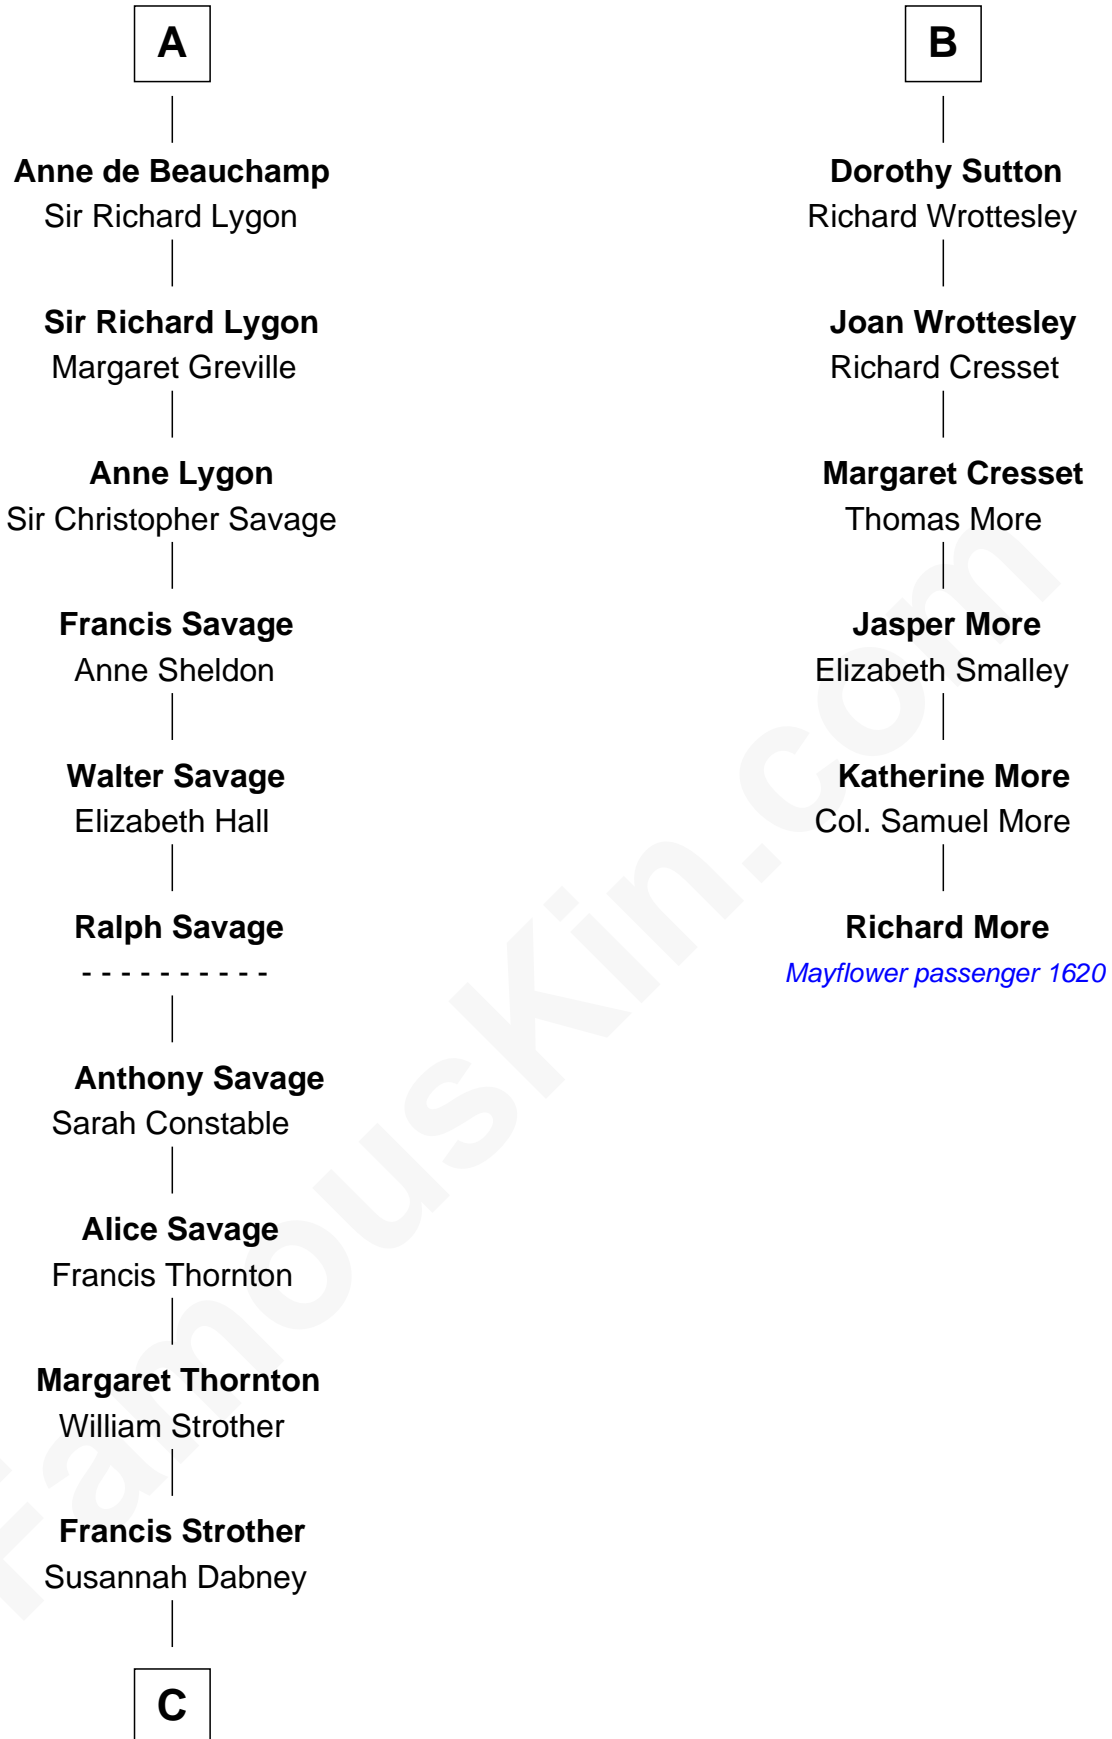 A
Anne de Beauchamp
Sir Richard Lygon
Sir Richard Lygon
Margaret Greville
Anne Lygon
Sir Christopher Savage
Francis Savage
Anne Sheldon
Walter Savage
Elizabeth Hall
Ralph Savage
- - - - - - - - - -
Anthony Savage
Sarah Constable
Alice Savage
Francis Thornton
Margaret Thornton
William Strother
Francis Strother
Susannah Dabney
C
B
Dorothy Sutton
Richard Wrottesley
Joan Wrottesley
Richard Cresset
Margaret Cresset
Thomas More
Jasper More
Elizabeth Smalley
Katherine More
Col. Samuel More
Richard More
Mayflower passenger 1620
FamousKin.com